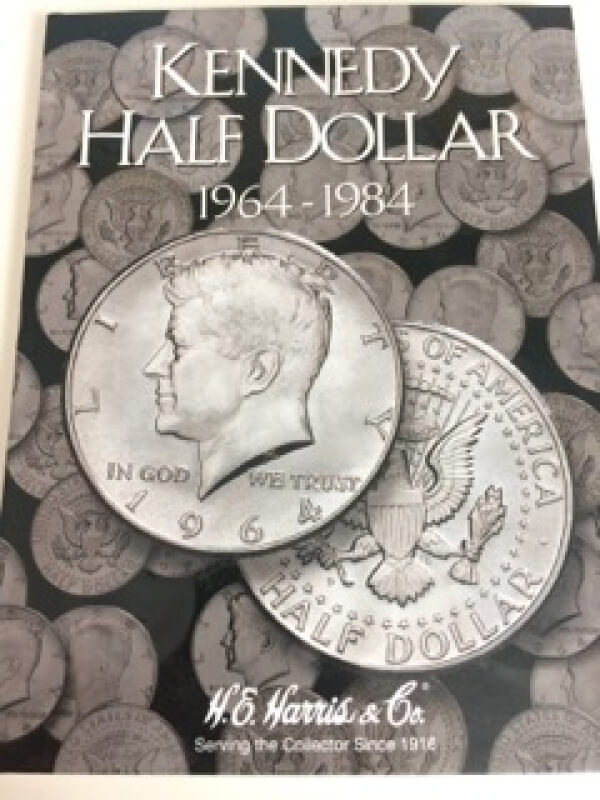 KENNEDY
HALF DOLLAR
1964-1984
LIBERTY
IN GOD WE TRUST
1964
OF AMERICA
HALF DOLLAR
H.E. Harris & Co.®
Serving the Collector Since 1916